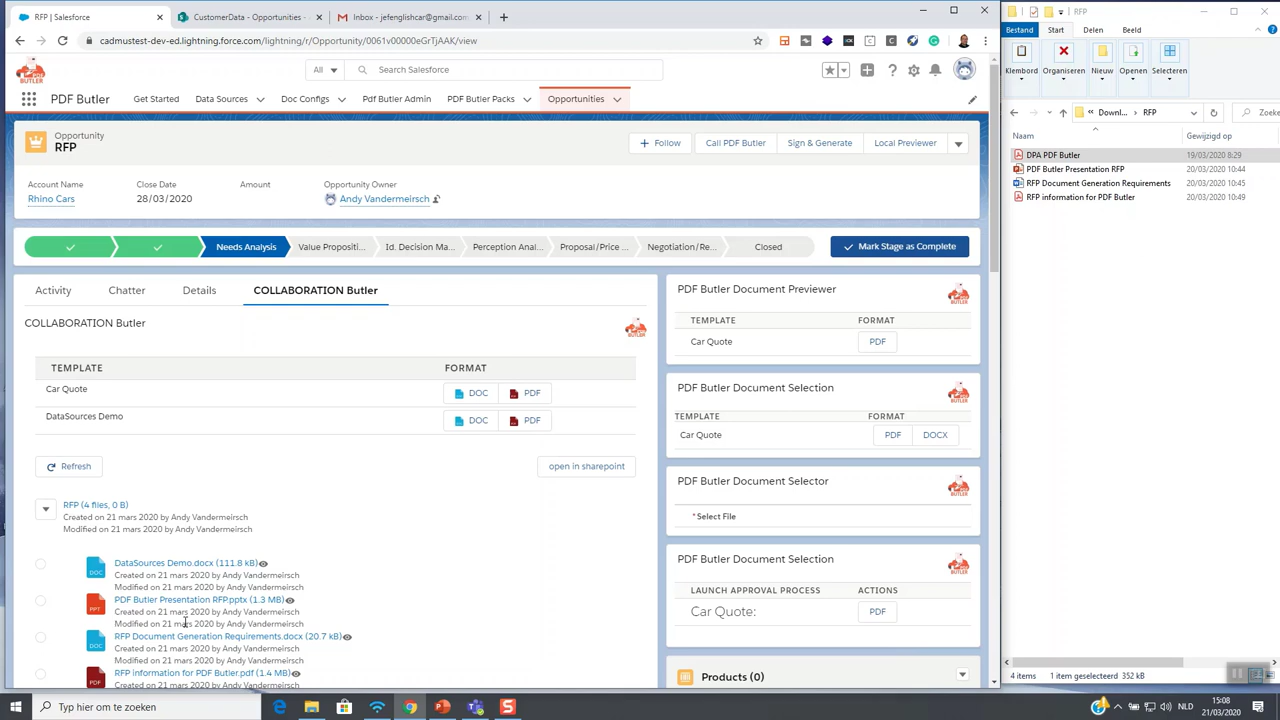 RFP | Salesforce
CustomerData - Opportunities
Inbox - jefenglishcar@gmail.com
cadmustest-dev-ed.lightning.force.com/lightning/
/view
All
Search Salesforce
PDF Butler
Get Started
Data Sources
Doc Configs
Pdf Butler Admin
PDF Butler Packs
Opportunities
Opportunity
RFP
Follow
Call PDF Butler
Sign & Generate
Local Previewer
Account Name
Close Date
Amount
Opportunity Owner
Rhino Cars
28/03/2020
Andy Vandermeirsch
Needs Analysis
Value Propositi...
Id. Decision Ma...
Perception Anal...
Proposal/Price ...
Negotiation/Re...
Closed
Mark Stage as Complete
Activity
Chatter
Details
COLLABORATION Butler
COLLABORATION Butler
TEMPLATE
FORMAT
Car Quote
DOC
PDF
DataSources Demo
DOC
PDF
Refresh
open in sharepoint
RFP (4 files, 0 B)
Created on 21 mars 2020 by Andy Vandermeirsch
Modified on 21 mars 2020 by Andy Vandermeirsch
DOC
DataSources Demo.docx (111.8 kB)
Created on 21 mars 2020 by Andy Vandermeirsch
Modified on 21 mars 2020 by Andy Vandermeirsch
PPT
PDF Butler Presentation RFP.pptx (1.3 MB)
Created on 21 mars 2020 by Andy Vandermeirsch
Modified on 21 mars 2020 by Andy Vandermeirsch
DOC
RFP Document Generation Requirements.docx (20.7 kB)
Created on 21 mars 2020 by Andy Vandermeirsch
Modified on 21 mars 2020 by Andy Vandermeirsch
PDF
RFP information for PDF Butler.pdf (1.4 MB)
Created on 21 mars 2020 by Andy Vandermeirsch
PDF Butler Document Previewer
TEMPLATE
FORMAT
Car Quote
PDF
PDF Butler Document Selection
TEMPLATE
FORMAT
Car Quote
PDF
DOCX
PDF Butler Document Selector
*Select File
PDF Butler Document Selection
LAUNCH APPROVAL PROCESS
ACTIONS
Car Quote:
PDF
Products (0)
RFP
Bestand
Start
Delen
Beeld
Klembord
Organiseren
Nieuw
Openen
Selecteren
Downl...
RFP
Zoeke
Naam
Gewijzigd op
DPA PDF Butler
19/03/2020 8:29
PDF Butler Presentation RFP
20/03/2020 10:44
RFP Document Generation Requirements
20/03/2020 10:45
RFP information for PDF Butler
20/03/2020 10:49
4 items
1 item geselecteerd 352 kB
Typ hier om te zoeken
NLD
15:08
21/03/2020